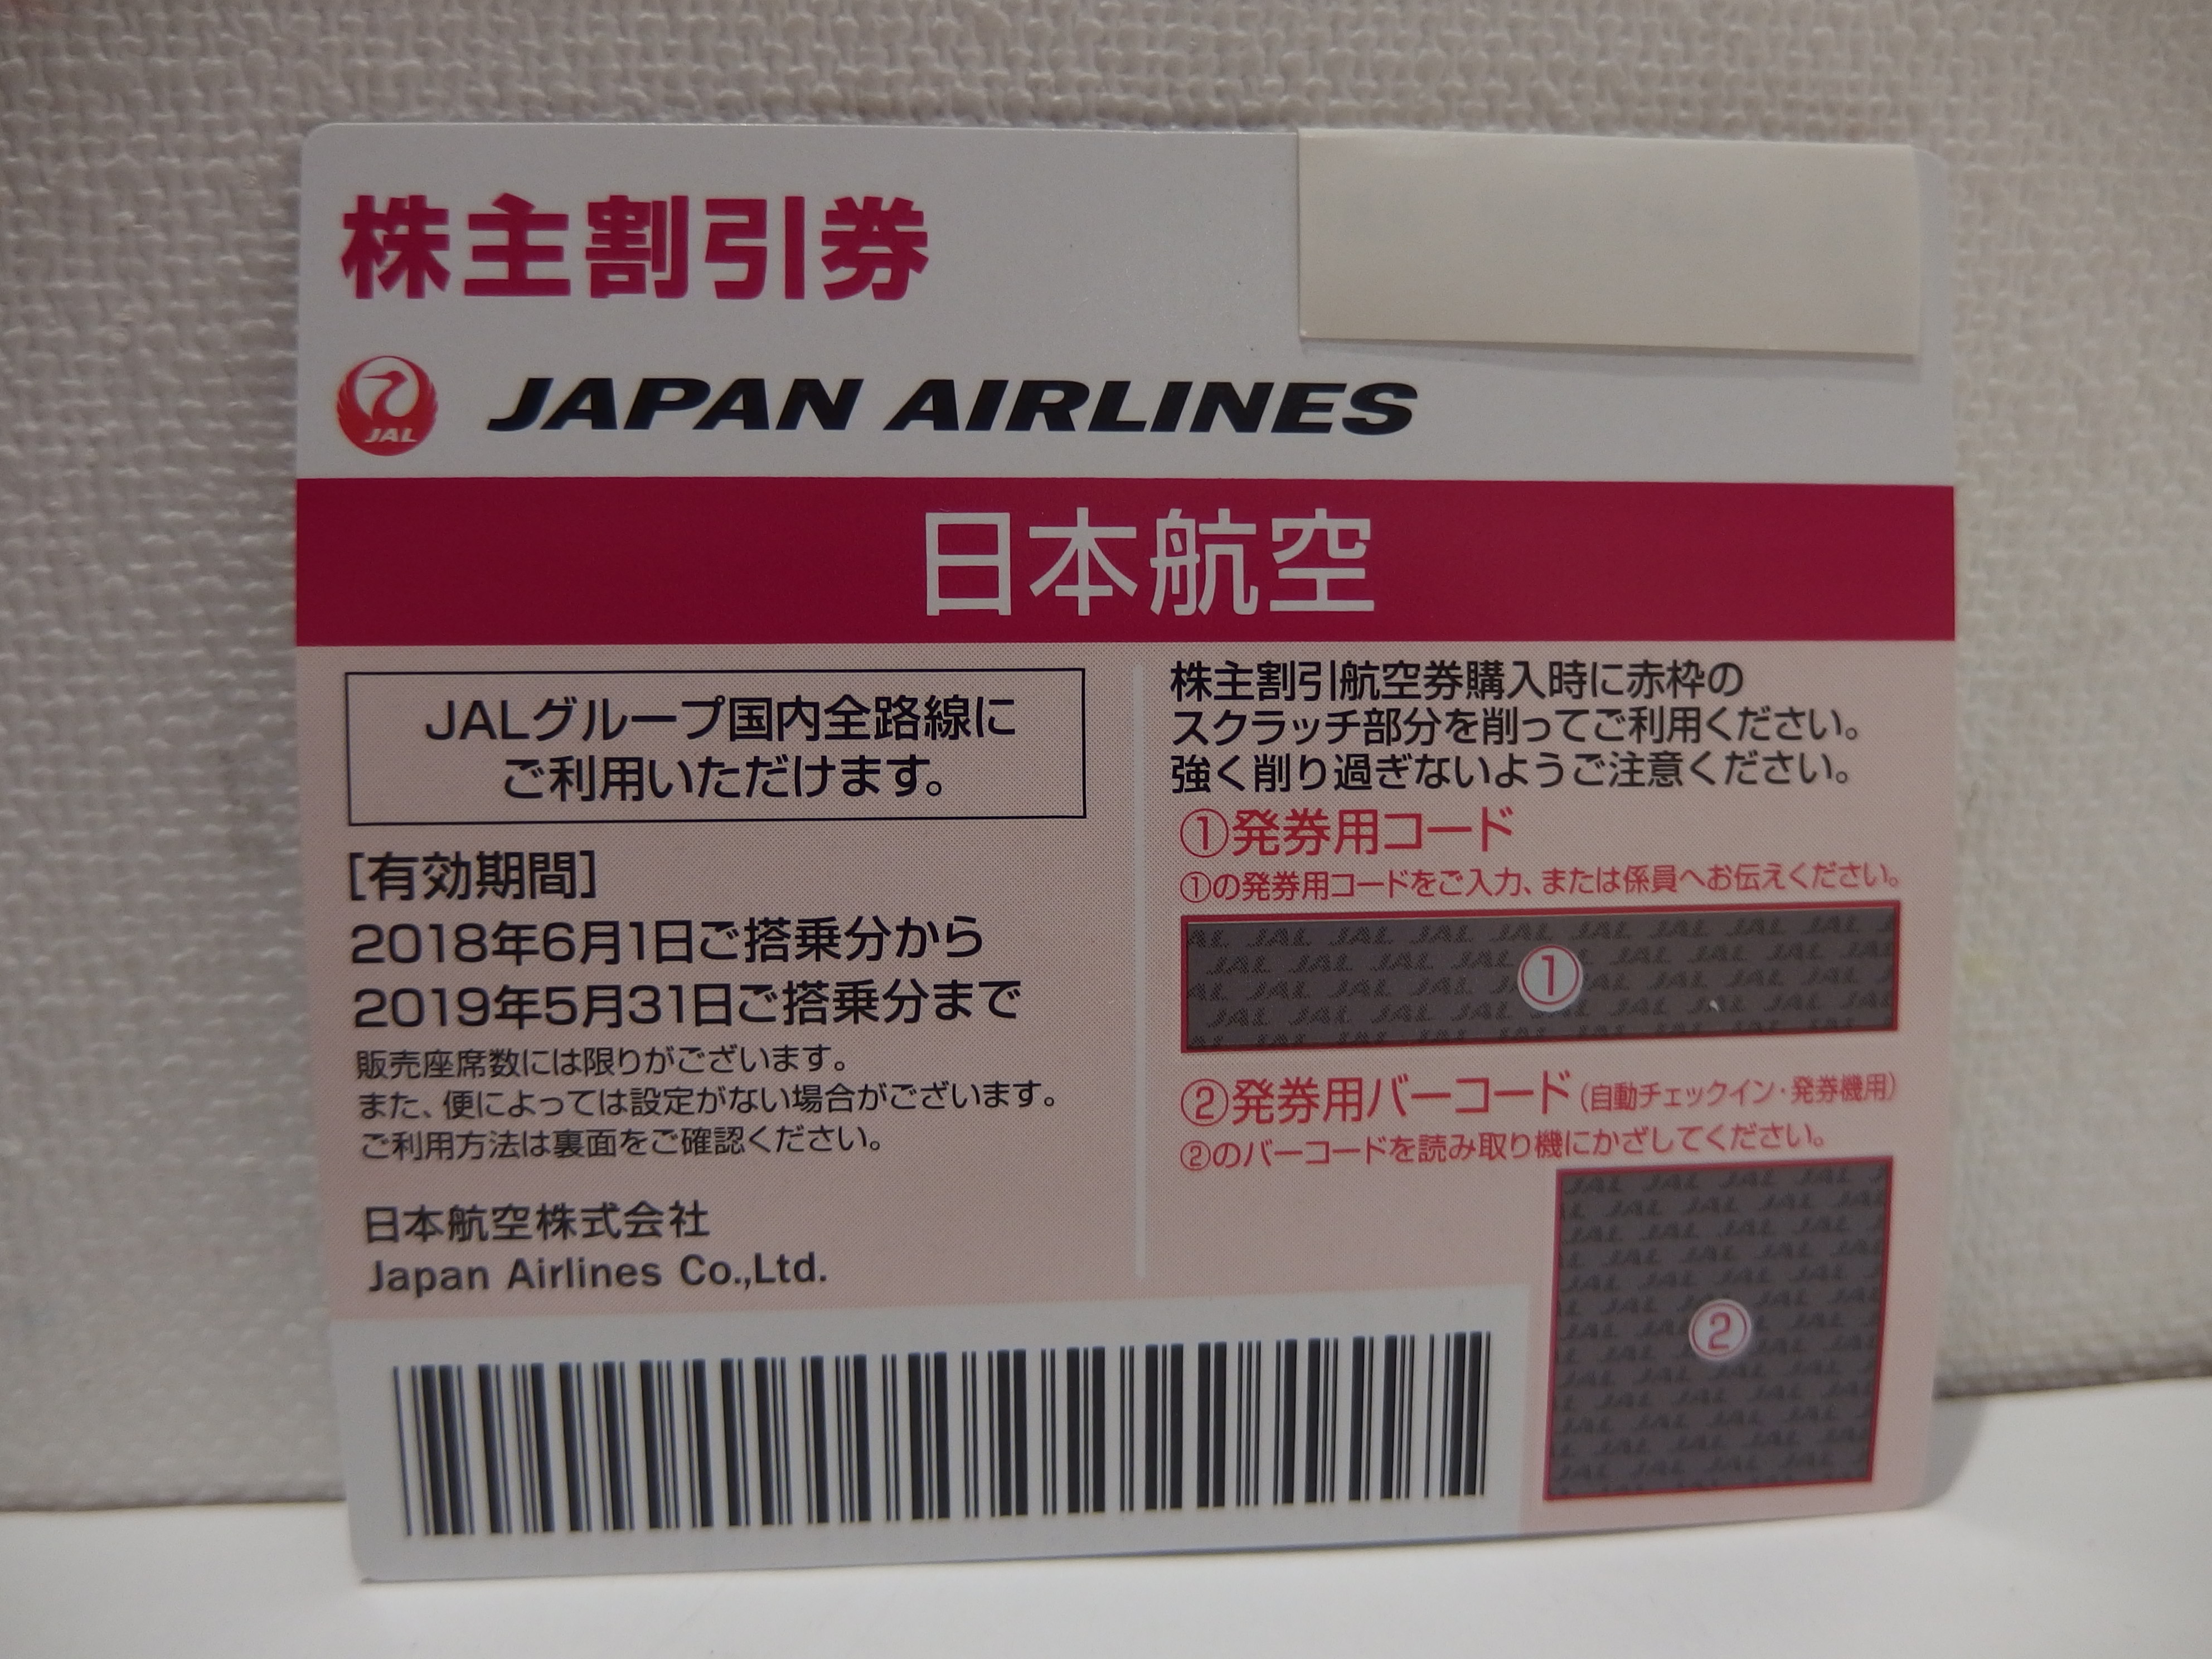 株主割引券
JAL
JAPAN AIRLINES
日本航空
JALグループ国内全路線に
ご利用いただけます。
[有効期間]
2018年6月1日ご搭乗分から
2019年5月31日ご搭乗分まで
販売座席数には限りがございます。
また、便によっては設定がない場合がございます。
ご利用方法は裏面をご確認ください。
日本航空株式会社
Japan Airlines Co.,Ltd.
株主割引航空券購入時に赤枠の
スクラッチ部分を削ってご利用ください。
強く削り過ぎないようご注意ください。
①発券用コード
①の発券用コードをご入力、または係員へお伝えください。
①
②発券用バーコード(自動チェックイン・発券機用)
②のバーコードを読み取り機にかざしてください。
②